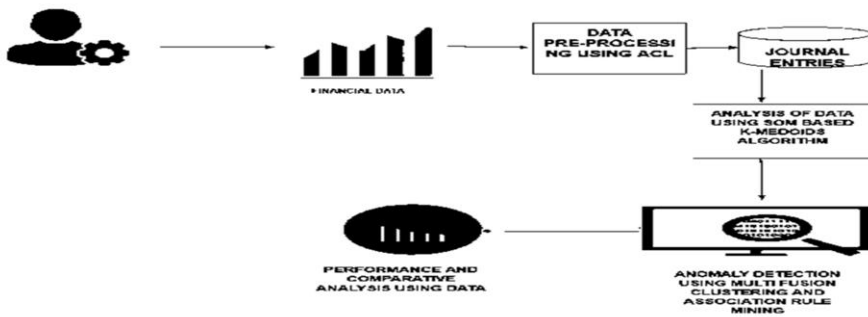 DATA
PRE-PROCESSI
NG USING ACL
JOURNAL
ENTRIES
FINANCIAL DATA
ANALYSIS OF DATA
USING SOM BASED
K-MEDOIDS
ALGORITHM
PERFORMANCE AND
COMPARATIVE
ANALYSIS USING DATA
ANOMALY DETECTION
USING MULTI FUSION
CLUSTERING AND
ASSOCIATION RULE
MINING